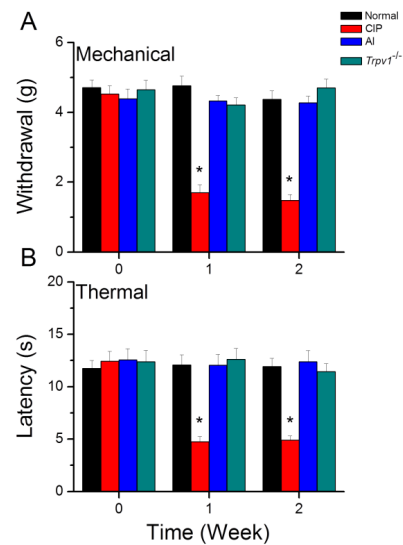 A
Normal
CIP
AI
Trpv1-/-
Mechanical
Withdrawal (g)
6
4
2
0
*
*
0
1
2
B
Thermal
Latency (s)
20
15
10
5
0
*
*
0
1
2
Time (Week)